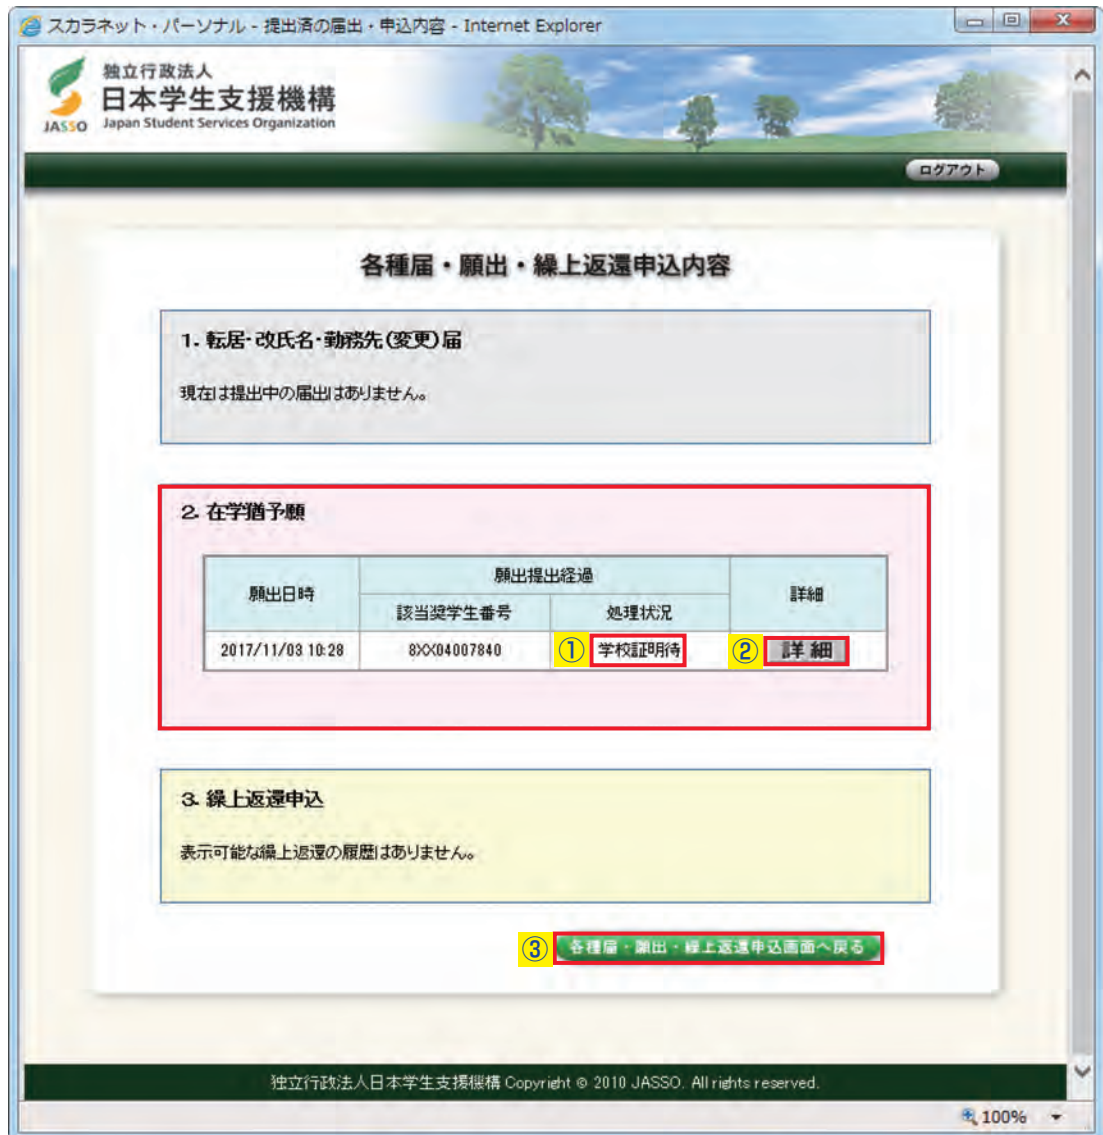 スカラネット・パーソナル - 提出済の届出・申込内容 - Internet Explorer
独立行政法人
日本学生支援機構
JASSO Japan Student Services Organization
ログアウト
各種届・願出・繰上返還申込内容
1. 転居・改氏名・勤務先(変更)届
現在は提出中の届出はありません。
2. 在学猶予願
願出日時 願出提出経過 詳細
該当奨学生番号 処理状況
2017/11/03 10:28 8XX04007840 ① 学校証明待 ② 詳細
3. 繰上返還申込
表示可能な繰上返還の履歴はありません。
③ 各種届・願出・繰上返還申込画面へ戻る
独立行政法人日本学生支援機構 Copyright © 2010 JASSO. All rights reserved.
100%